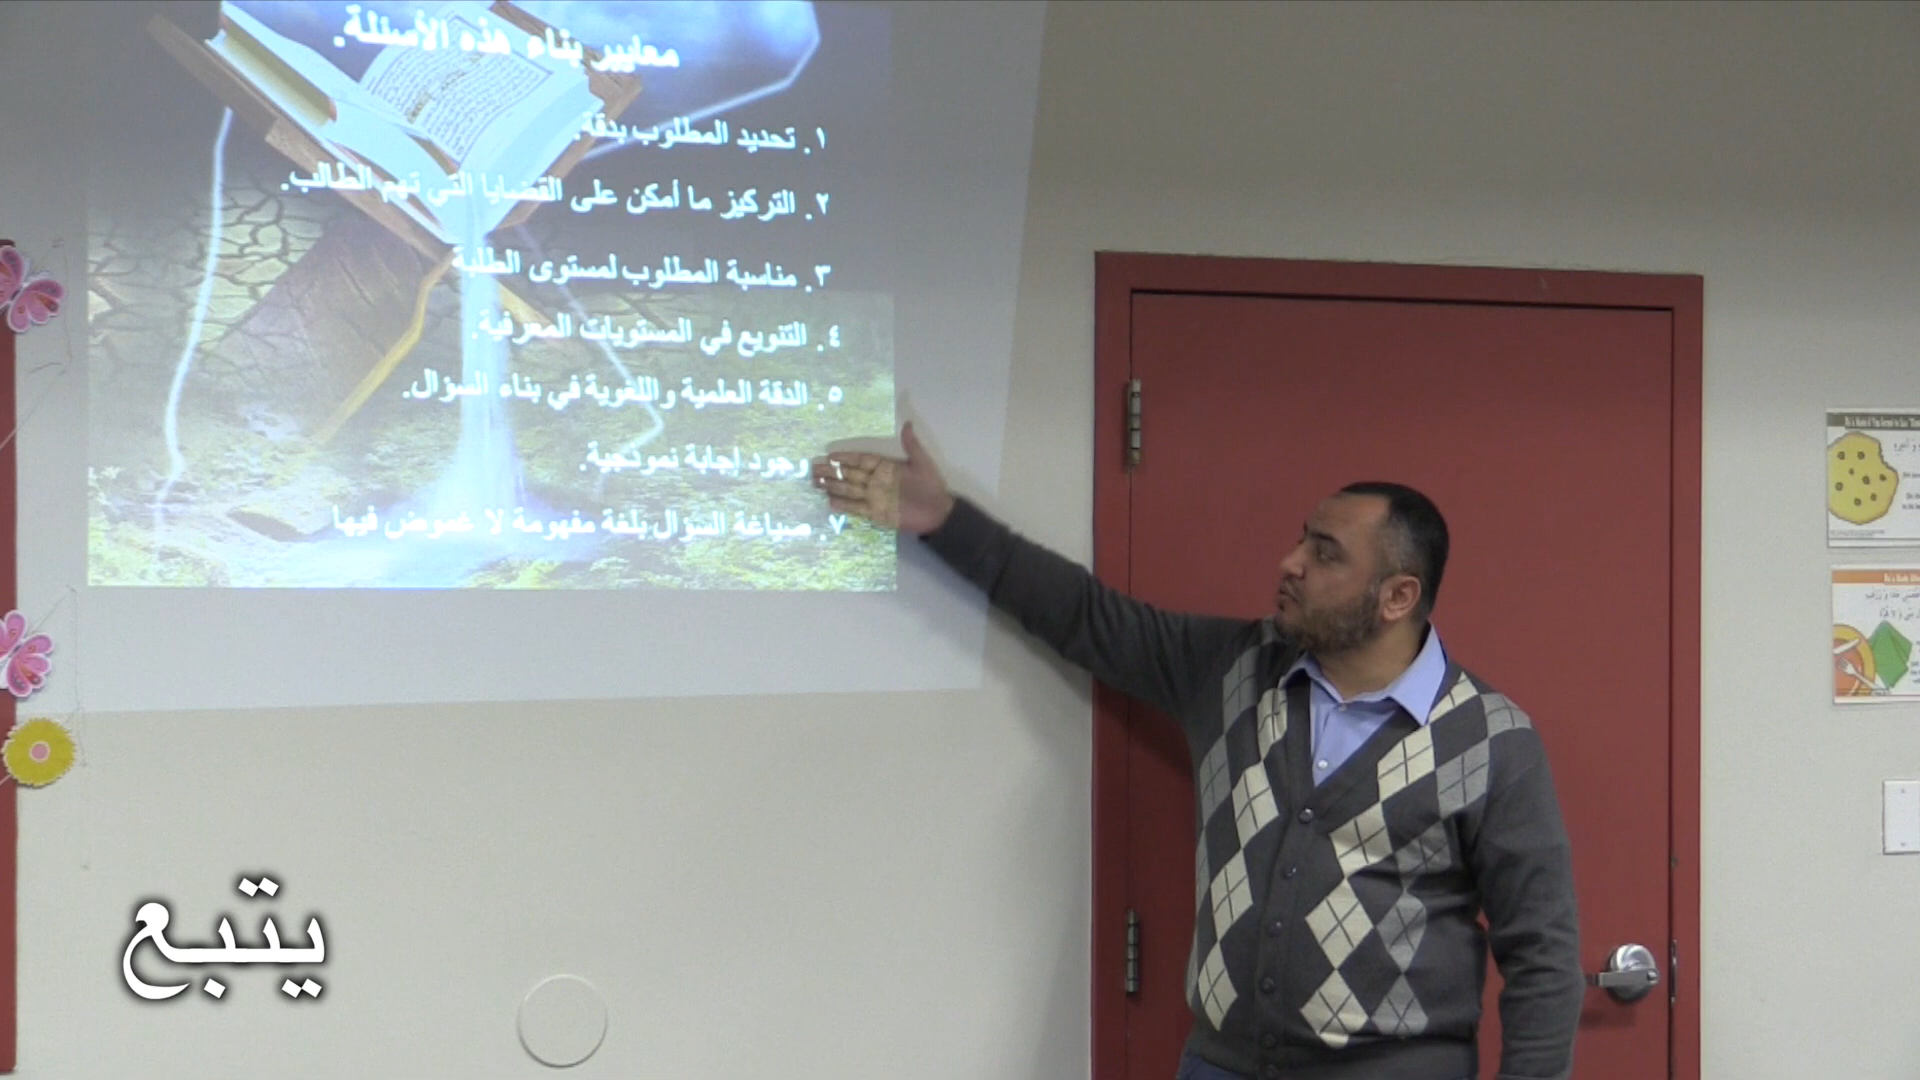 معايير بناء هذه الأسئلة.
١. تحديد المطلوب بدقة.
٢. التركيز ما أمكن على القضايا التي تهم الطالب.
٣. مناسبة المطلوب لمستوى الطلبة
٤. التنويع في المستويات المعرفية.
٥. الدقة العلمية واللغوية في بناء السؤال.
٦. وجود إجابة نموذجية.
٧. صياغة السؤال بلغة مفهومة لا غموض فيها
يتبع